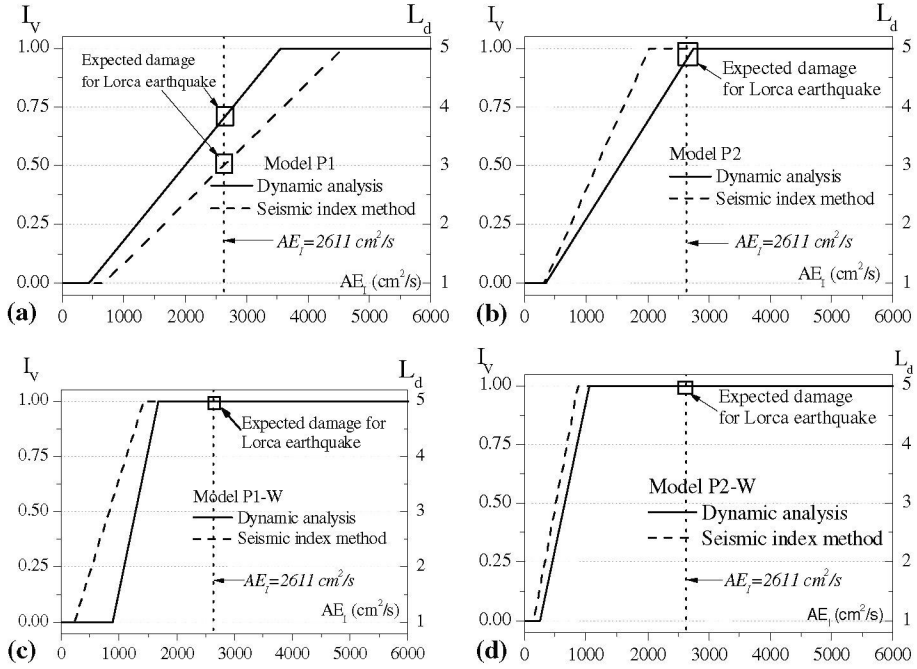 I_V
L_d
1.00
0.75
0.50
0.25
0.00
5
4
3
2
1
Expected damage
for Lorca earthquake
Model P1
Dynamic analysis
Seismic index method
AE_I=2611 cm²/s
AE_I (cm²/s)
(a)
0 1000 2000 3000 4000 5000 6000
I_V
L_d
1.00
0.75
0.50
0.25
0.00
5
4
3
2
1
Expected damage
for Lorca earthquake
Model P2
Dynamic analysis
Seismic index method
AE_I=2611 cm²/s
AE_I (cm²/s)
(b)
0 1000 2000 3000 4000 5000 6000
I_V
L_d
1.00
0.75
0.50
0.25
0.00
5
4
3
2
1
Expected damage for
Lorca earthquake
Model P1-W
Dynamic analysis
Seismic index method
AE_I=2611 cm²/s
AE_I (cm²/s)
(c)
0 1000 2000 3000 4000 5000 6000
I_V
L_d
1.00
0.75
0.50
0.25
0.00
5
4
3
2
1
Expected damage
for Lorca earthquake
Model P2-W
Dynamic analysis
Seismic index method
AE_I=2611 cm²/s
AE_I (cm²/s)
(d)
0 1000 2000 3000 4000 5000 6000